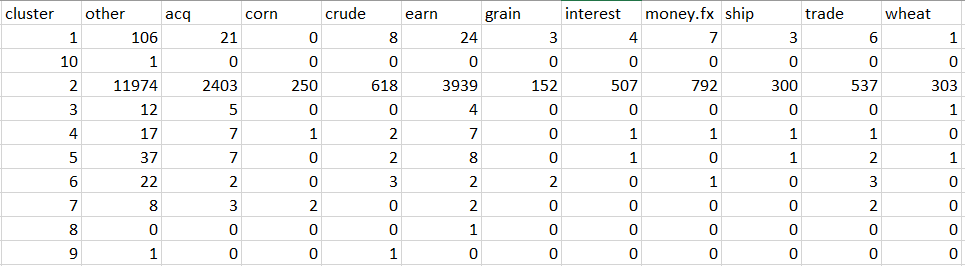 cluster other acq corn crude earn grain interest money.fx ship trade wheat
1 106 21 0 8 24 3 4 7 3 6 1
10 1 0 0 0 0 0 0 0 0 0 0
2 11974 2403 250 618 3939 152 507 792 300 537 303
3 12 5 0 0 4 0 0 0 0 0 1
4 17 7 1 2 7 0 1 1 1 1 0
5 37 7 0 2 8 0 1 0 1 2 1
6 22 2 0 3 2 2 0 1 0 3 0
7 8 3 2 0 2 0 0 0 0 2 0
8 0 0 0 0 1 0 0 0 0 0 0
9 1 0 0 1 0 0 0 0 0 0 0